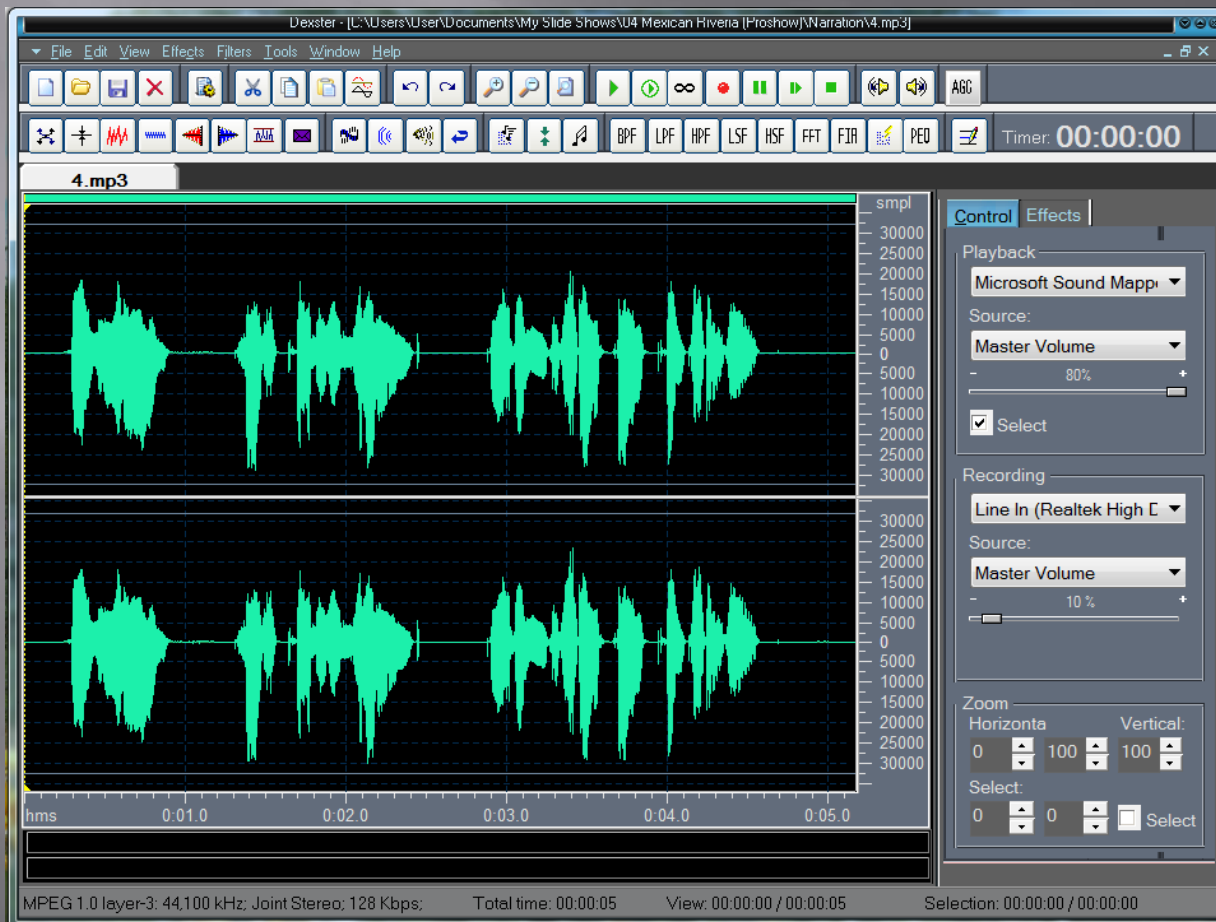 Dexster - [C:\Users\User\Documents\My Slide Shows\04 Mexican Riveria (Proshow)\Narration\4.mp3]
File Edit View Effects Filters Tools Window Help
AGC
BPF LPF HPF LSF HSF FFT FIR PEQ Timer: 00:00:00
4.mp3
smpl
30000
25000
20000
15000
10000
5000
0
5000
10000
15000
20000
25000
30000
30000
25000
20000
15000
10000
5000
0
5000
10000
15000
20000
25000
30000
hms 0:01.0 0:02.0 0:03.0 0:04.0 0:05.0
Control Effects
Playback
Microsoft Sound Mapp
Source:
Master Volume
- 80% +
Select
Recording
Line In (Realtek High D
Source:
Master Volume
- 10 % +
Zoom
Horizonta Vertical:
0 100 100
Select:
0 0 Select
MPEG 1.0 layer-3: 44,100 kHz; Joint Stereo; 128 Kbps; Total time: 00:00:05 View: 00:00:00 / 00:00:05 Selection: 00:00:00 / 00:00:00